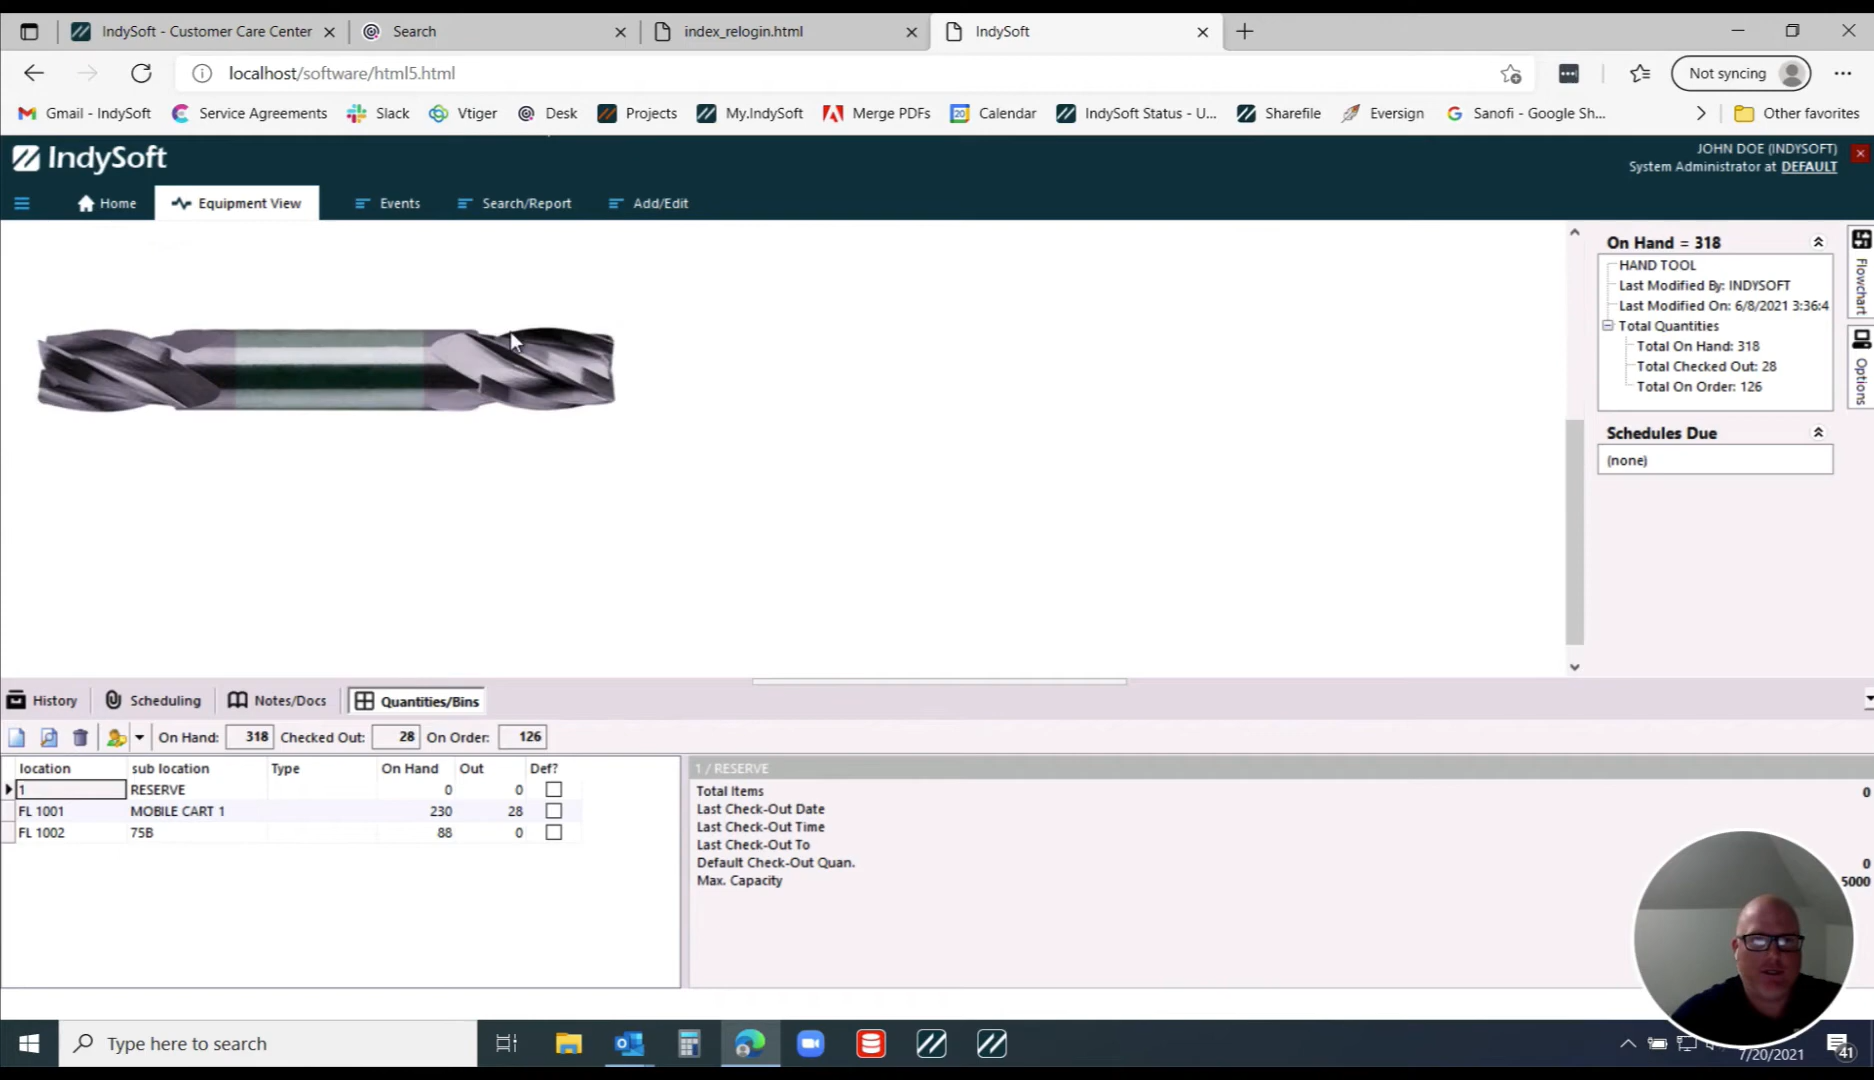 IndySoft - Customer Care Center
Search
index_relogin.html
IndySoft
localhost/software/html5.html
Not syncing
Gmail - IndySoft
Service Agreements
Slack
Vtiger
Desk
Projects
My.IndySoft
Merge PDFs
20
Calendar
IndySoft Status - U...
Sharefile
Eversign
Sanofi - Google Sh...
Other favorites
IndySoft
JOHN DOE (INDYSOFT)
System Administrator at DEFAULT
Home
Equipment View
Events
Search/Report
Add/Edit
On Hand = 318
HAND TOOL
Last Modified By: INDYSOFT
Last Modified On: 6/8/2021 3:36:4
Total Quantities
Total On Hand: 318
Total Checked Out: 28
Total On Order: 126
Schedules Due
(none)
Flowchart
Options
History
Scheduling
Notes/Docs
Quantities/Bins
On Hand: 318 Checked Out: 28 On Order: 126
location sub location Type On Hand Out Def?
1 RESERVE 0 0
FL 1001 MOBILE CART 1 230 28
FL 1002 75B 88 0
1 / RESERVE
Total Items 0
Last Check-Out Date
Last Check-Out Time
Last Check-Out To
Default Check-Out Quan. 0
Max. Capacity 5000
Type here to search
7/20/2021
41